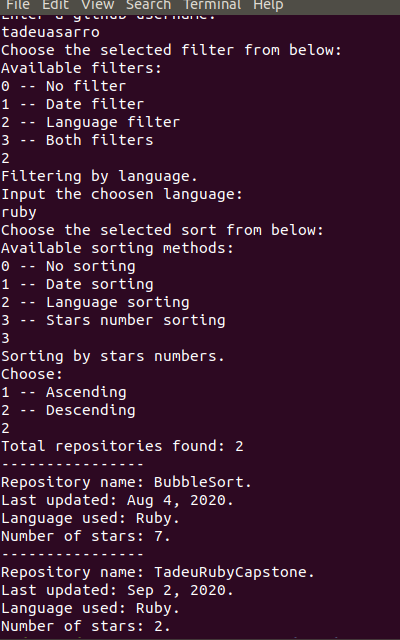 File Edit View Search Terminal Help
Enter a github username:
tadeuasarro
Choose the selected filter from below:
Available filters:
0 -- No filter
1 -- Date filter
2 -- Language filter
3 -- Both filters
2
Filtering by language.
Input the choosen language:
ruby
Choose the selected sort from below:
Available sorting methods:
0 -- No sorting
1 -- Date sorting
2 -- Language sorting
3 -- Stars number sorting
3
Sorting by stars numbers.
Choose:
1 -- Ascending
2 -- Descending
2
Total repositories found: 2
----------------
Repository name: BubbleSort.
Last updated: Aug 4, 2020.
Language used: Ruby.
Number of stars: 7.
----------------
Repository name: TadeuRubyCapstone.
Last updated: Sep 2, 2020.
Language used: Ruby.
Number of stars: 2.